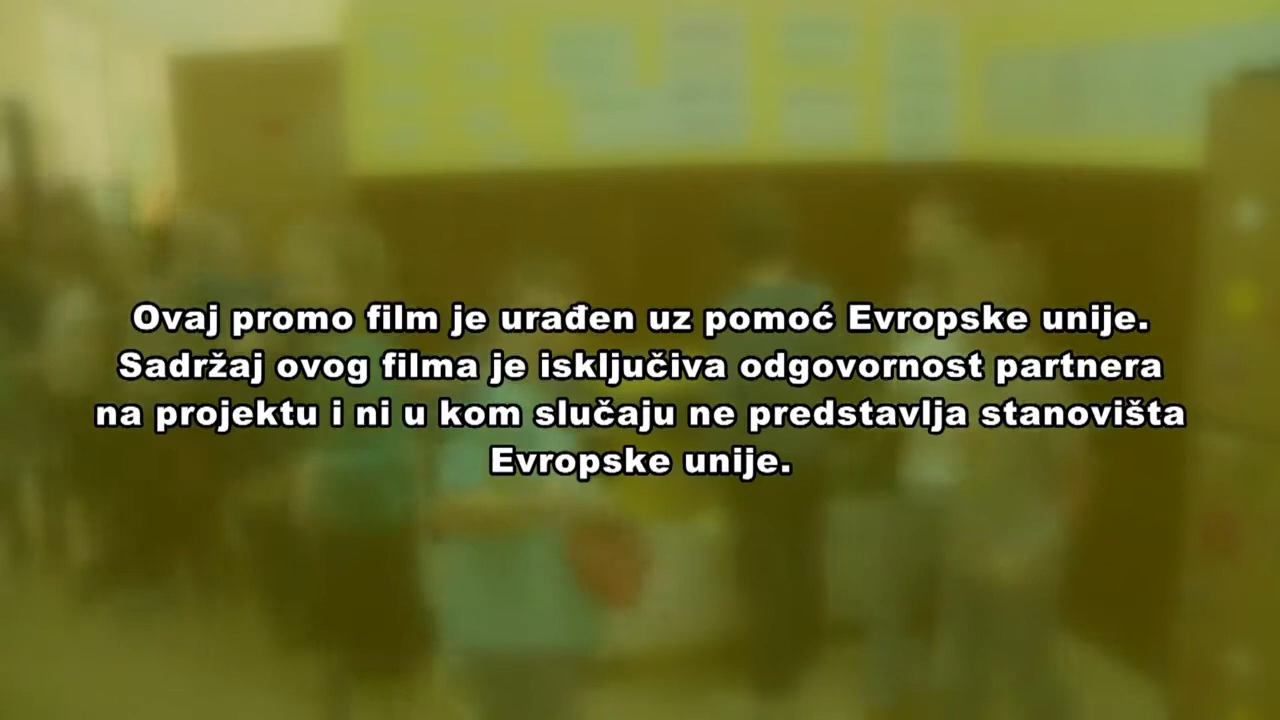 Ovaj promo film je urađen uz pomoć Evropske unije.
Sadržaj ovog filma je isključiva odgovornost partnera
na projektu i ni u kom slučaju ne predstavlja stanovišta
Evropske unije.